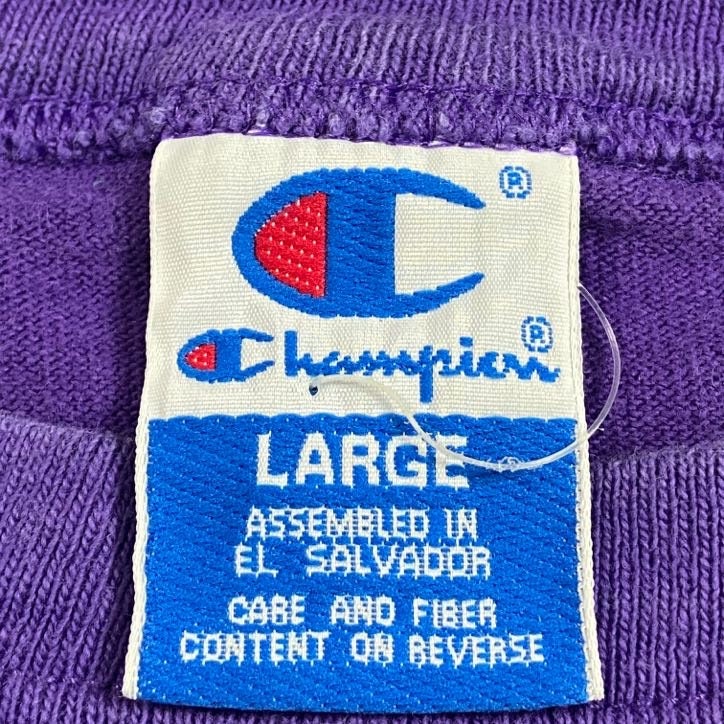 ®
Champion®
LARGE
ASSEMBLED IN
EL SALVADOR
CARE AND FIBER
CONTENT ON REVERSE